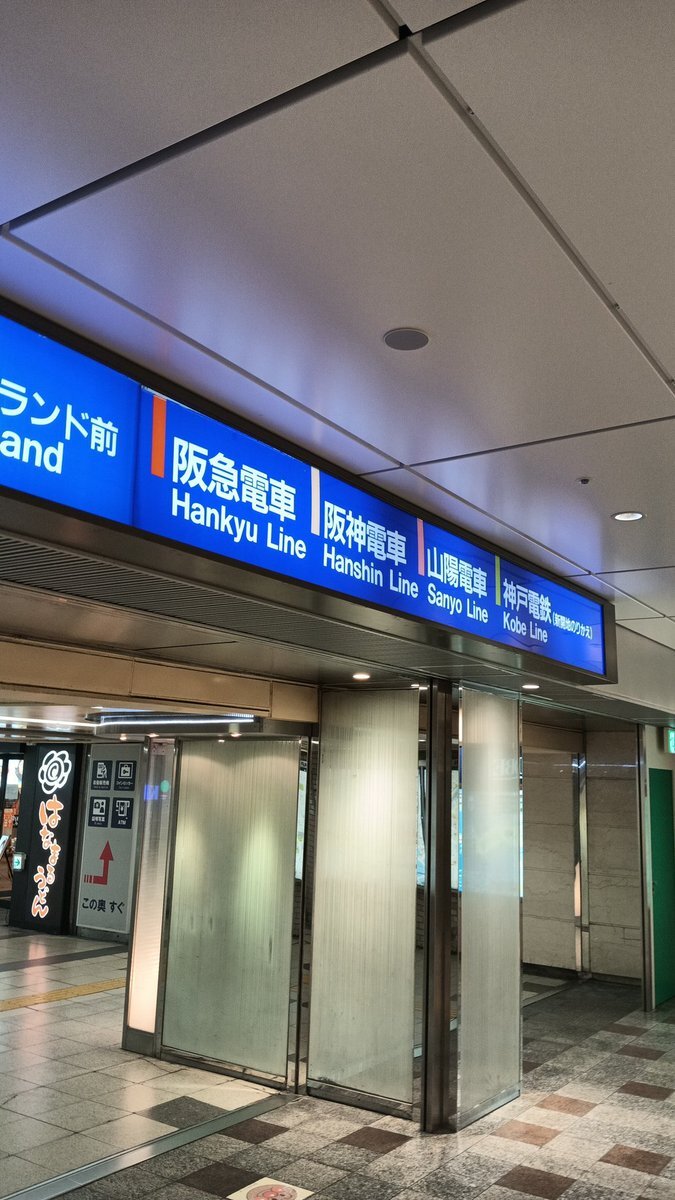 ランド前
and
阪急電車
Hankyu Line
阪神電車
Hanshin Line
山陽電車
Sanyo Line
神戸電鉄(新開地のりかえ)
Kobe Line
はなまるうどん
ATM
この奥 すぐ